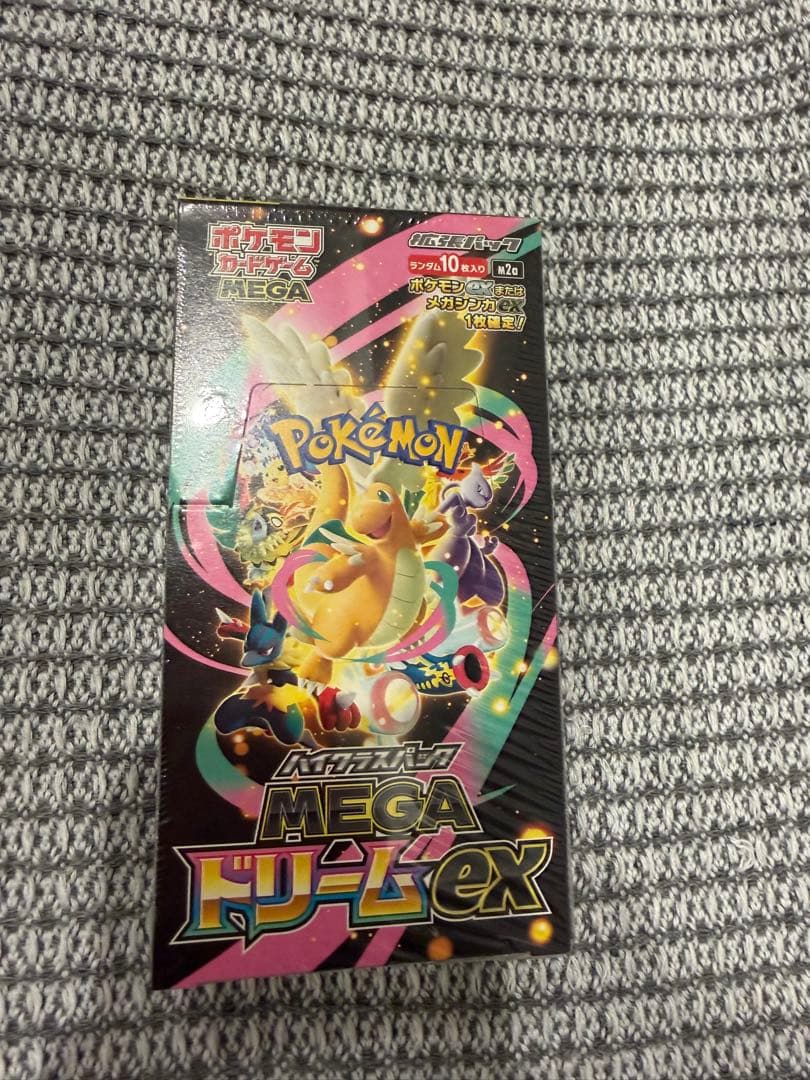 ポケモン
カードゲーム
MEGA
拡張パック
ランダム10枚入り
M2a
ポケモンexまたは
メガシンカex
1枚確定!
POKéMON
ハイクラスパック
MEGA
ドリームex